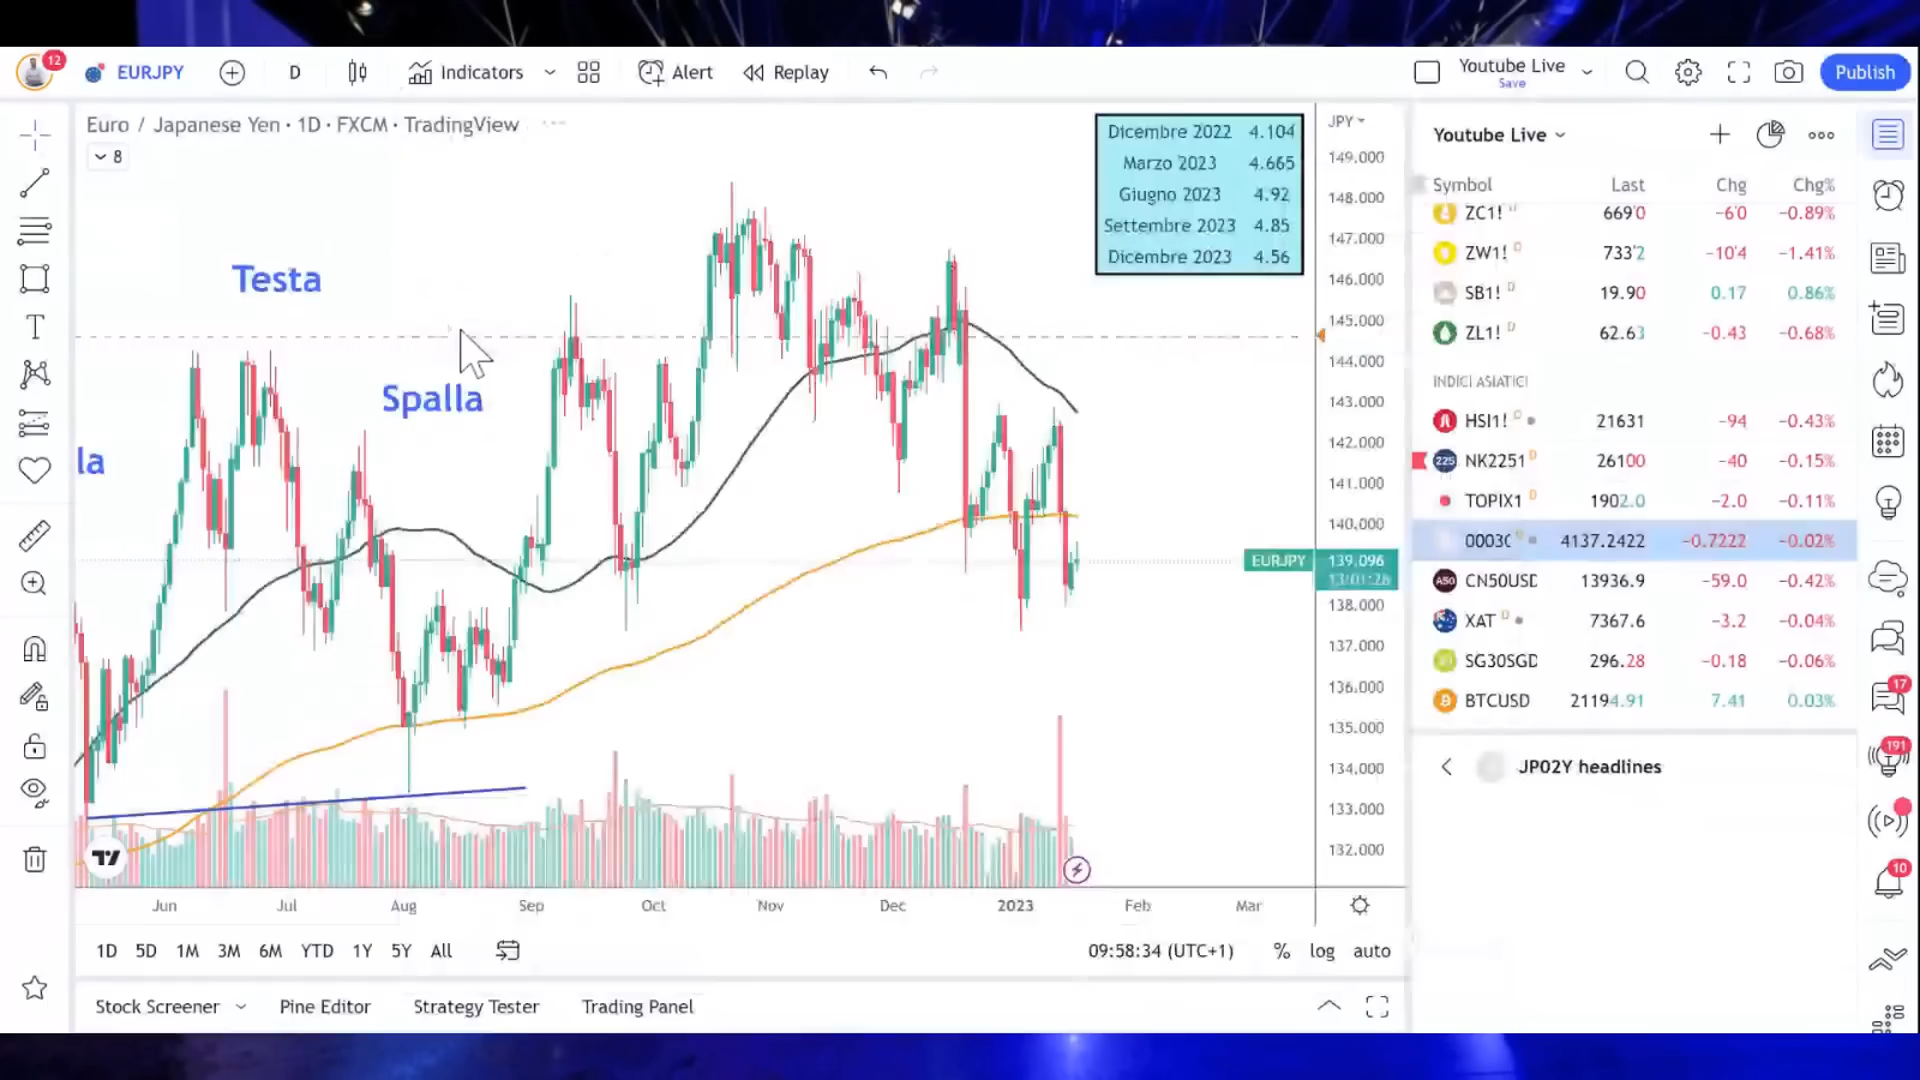 12
EURJPY
D
Indicators
Alert
Replay
Youtube Live
Save
Publish
Euro / Japanese Yen · 1D · FXCM · TradingView
8
Dicembre 2022 4.104
Marzo 2023 4.665
Giugno 2023 4.92
Settembre 2023 4.85
Dicembre 2023 4.56
Testa
Spalla
la
JPY
149.000
148.000
147.000
146.000
145.000
144.000
143.000
142.000
141.000
140.000
EURJPY 139.096
13:01:26
138.000
137.000
136.000
135.000
134.000
133.000
132.000
Jun Jul Aug Sep Oct Nov Dec 2023 Feb Mar
1D 5D 1M 3M 6M YTD 1Y 5Y All
09:58:34 (UTC+1) % log auto
Stock Screener Pine Editor Strategy Tester Trading Panel
Youtube Live
Symbol Last Chg Chg%
ZC1! D 669'0 −6'0 −0.89%
ZW1! D 733'2 −10'4 −1.41%
SB1! D 19.90 0.17 0.86%
ZL1! D 62.63 −0.43 −0.68%
INDICI ASIATICI
HSI1! D 21631 −94 −0.43%
225 NK2251 D 26100 −40 −0.15%
TOPIX1 D 1902.0 −2.0 −0.11%
4137.2422 −0.7222 −0.02%
A50 CN50USD 13936.9 −59.0 −0.42%
XAT D 7367.6 −3.2 −0.04%
SG30SGD 296.28 −0.18 −0.06%
BTCUSD 21194.91 7.41 0.03%
JP02Y headlines
17
191
10